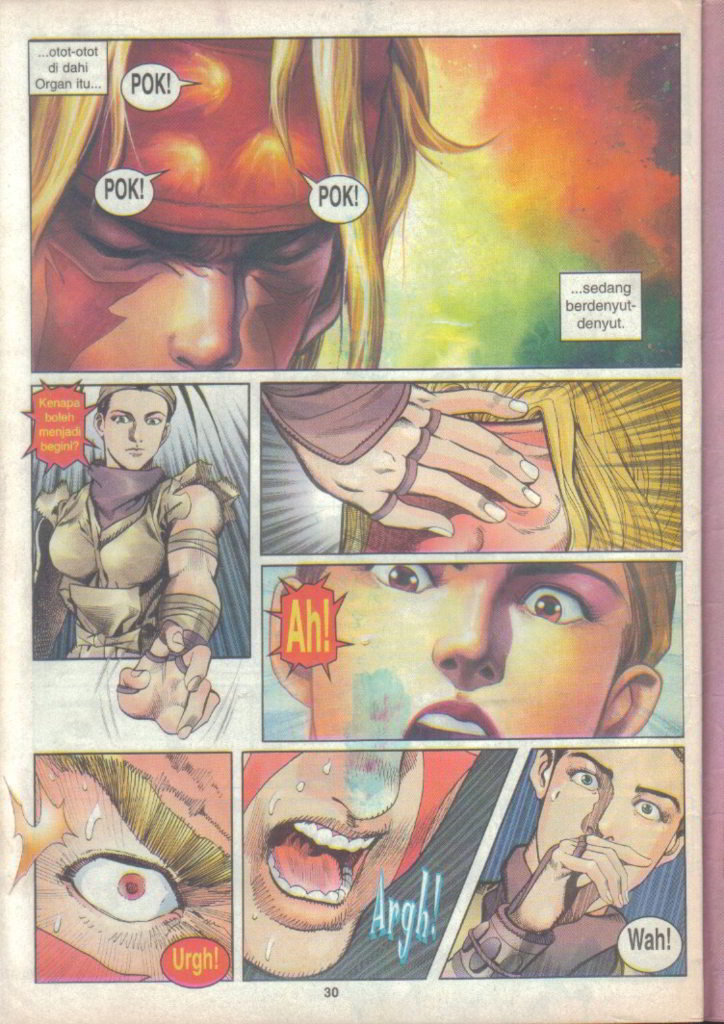 ...otot-otot
di dahi
Organ itu...
POK!
POK!
POK!
...sedang
berdenyut-
denyut.
Kenapa
boleh
menjadi
begini?
Ah!
Urgh!
Argh!
Wah!
30